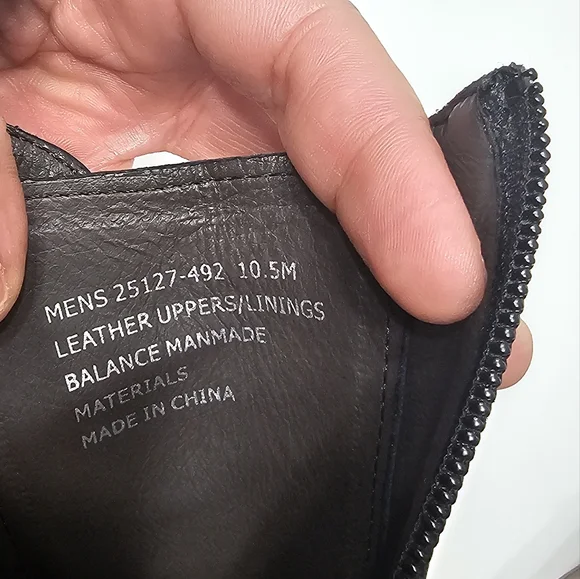 MENS 25127-492 10.5M
LEATHER UPPERS/LININGS
BALANCE MANMADE
MATERIALS
MADE IN CHINA